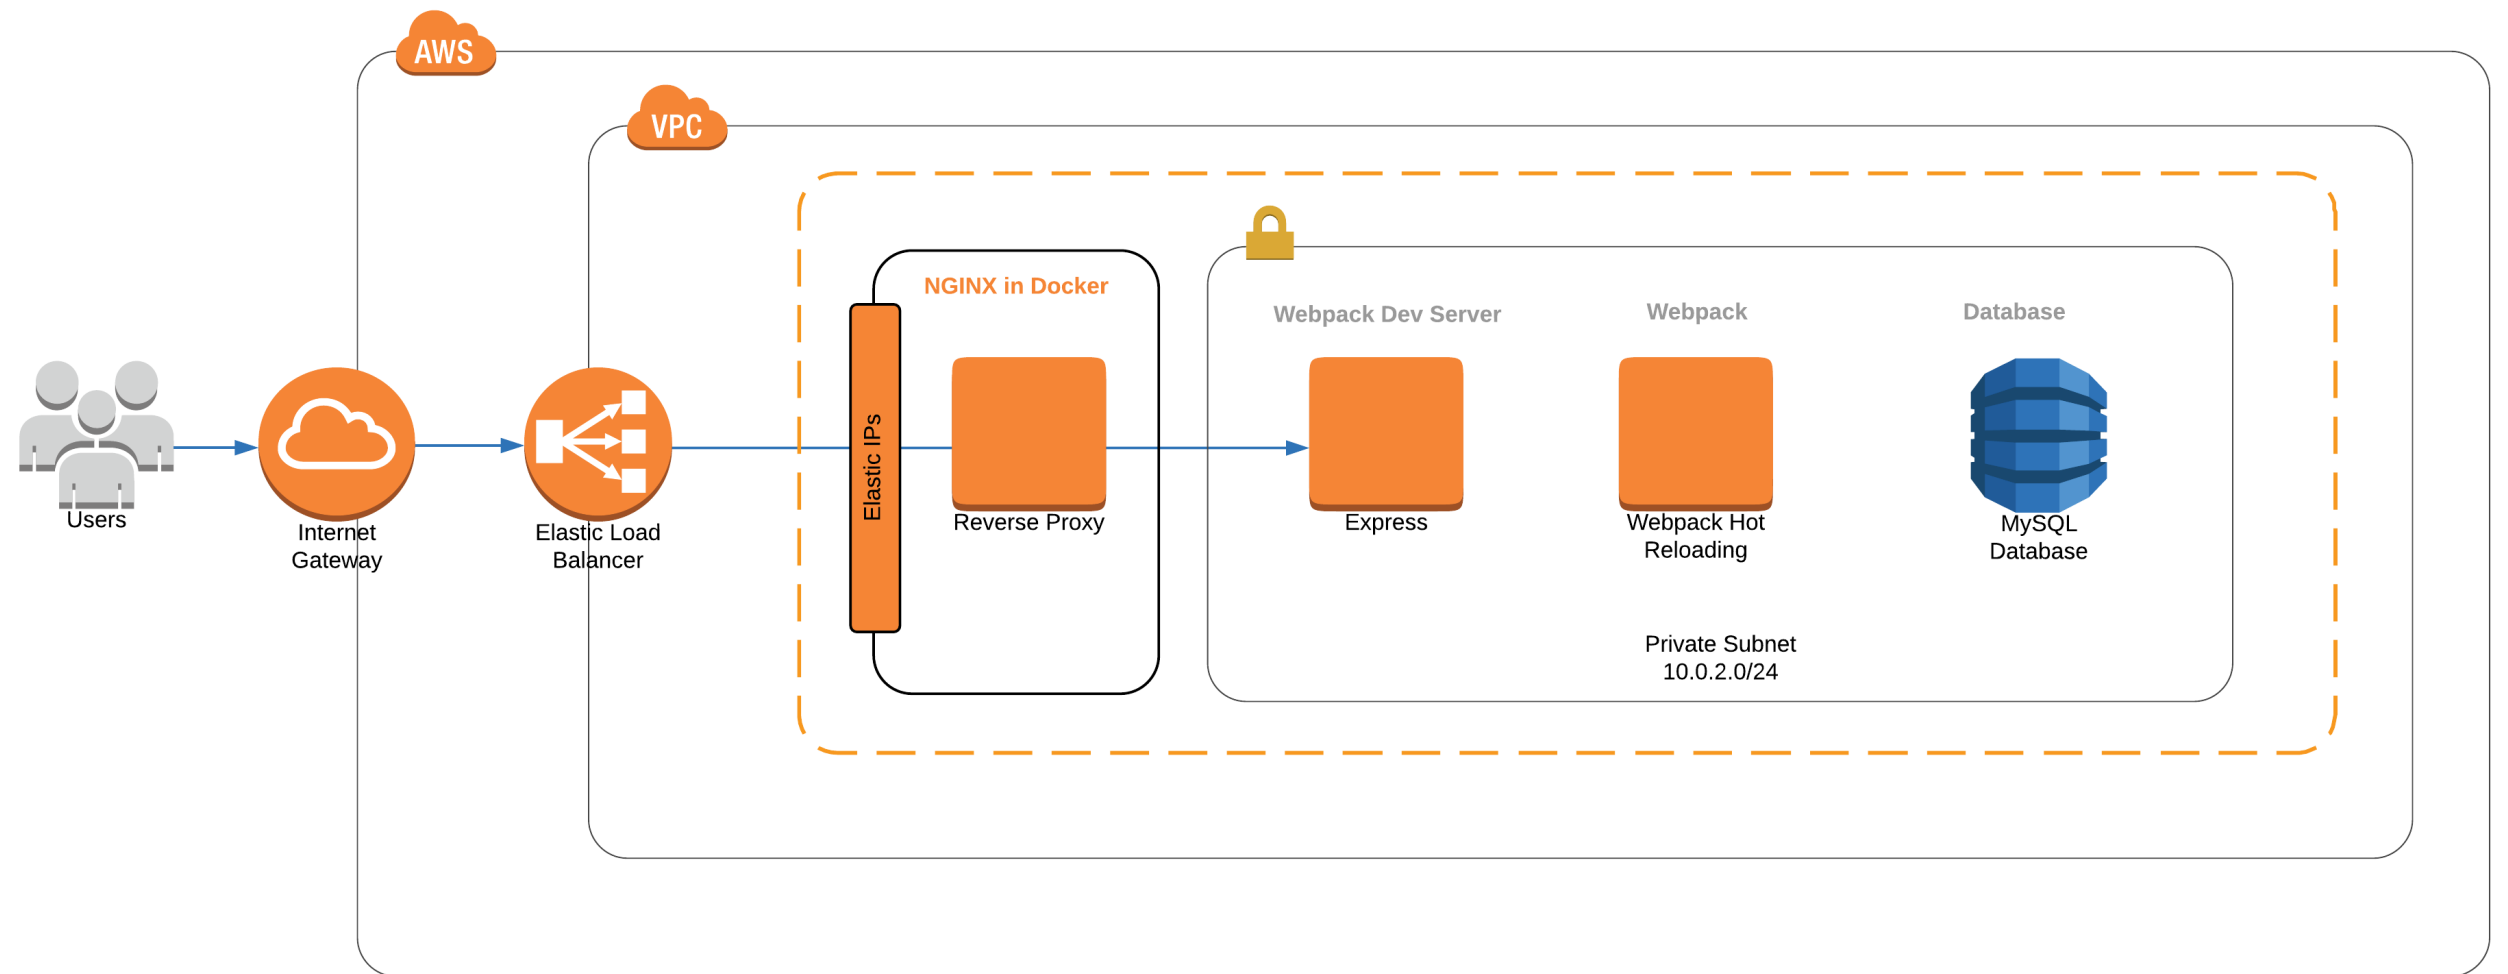 AWS
VPC
NGINX in Docker
Webpack Dev Server
Webpack
Database
Elastic IPs
Users
Internet
Gateway
Elastic Load
Balancer
Reverse Proxy
Express
Webpack Hot
Reloading
MySQL
Database
Private Subnet
10.0.2.0/24